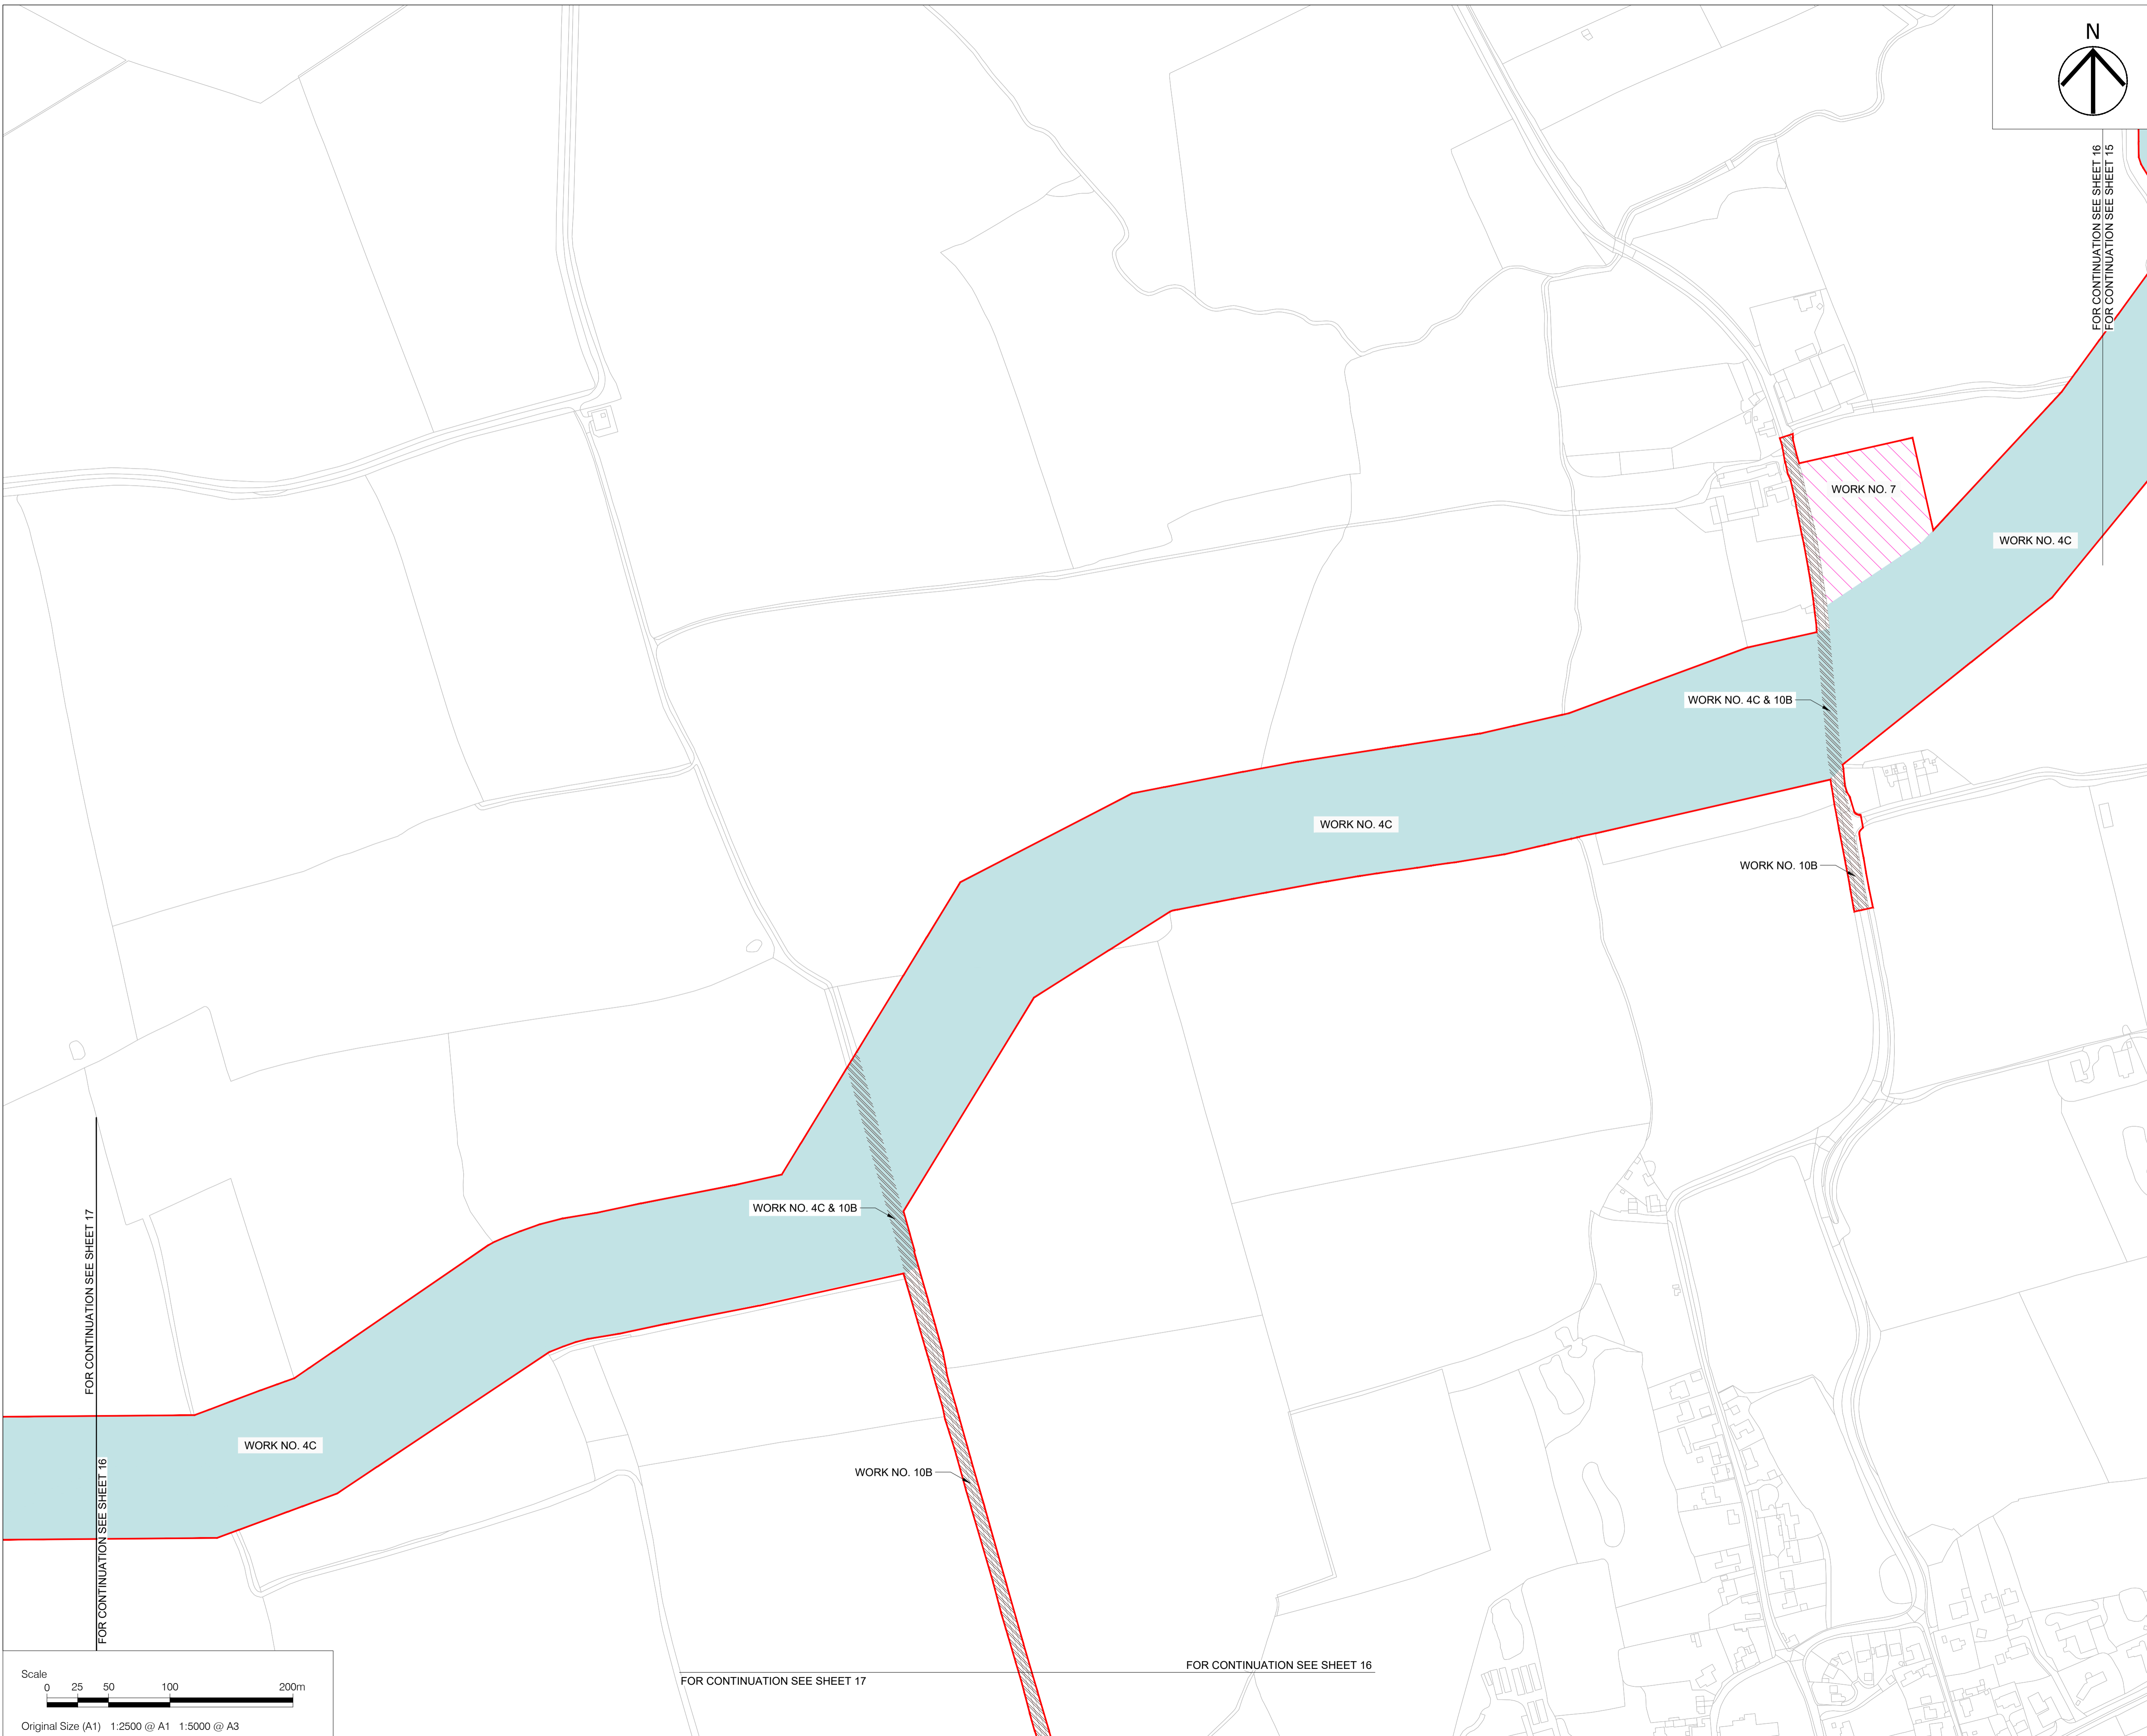 N
FOR CONTINUATION SEE SHEET 16
FOR CONTINUATION SEE SHEET 15
WORK NO. 7
WORK NO. 4C
WORK NO. 4C & 10B
WORK NO. 4C
WORK NO. 10B
WORK NO. 4C & 10B
FOR CONTINUATION SEE SHEET 17
FOR CONTINUATION SEE SHEET 16
WORK NO. 4C
WORK NO. 10B
FOR CONTINUATION SEE SHEET 16
FOR CONTINUATION SEE SHEET 17
Scale
0 25 50 100 200m
Original Size (A1) 1:2500 @ A1 1:5000 @ A3